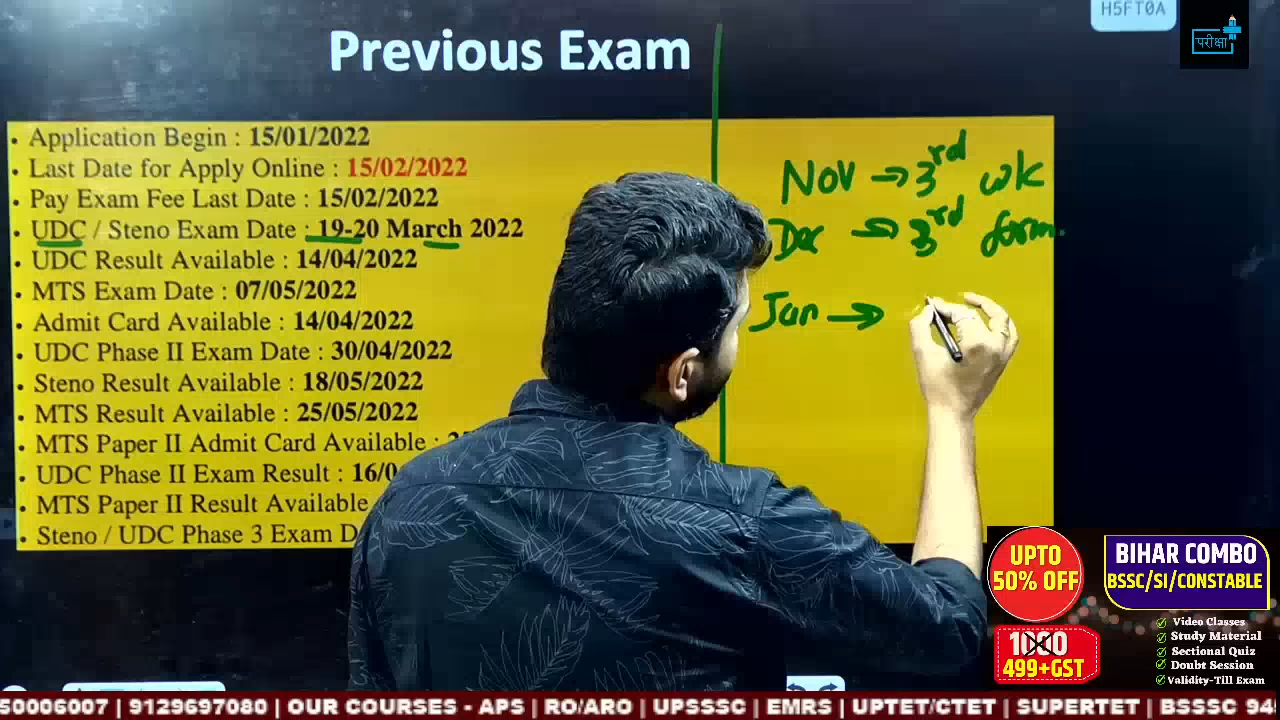 H5FT0A
परीक्षा
Previous Exam
• Application Begin : 15/01/2022
• Last Date for Apply Online : 15/02/2022
• Pay Exam Fee Last Date : 15/02/2022
• UDC / Steno Exam Date : 19-20 March 2022
• UDC Result Available : 14/04/2022
• MTS Exam Date : 07/05/2022
• Admit Card Available : 14/04/2022
• UDC Phase II Exam Date : 30/04/2022
• Steno Result Available : 18/05/2022
• MTS Result Available : 25/05/2022
• MTS Paper II Admit Card Available :
• UDC Phase II Exam Result : 16/0
• MTS Paper II Result Available
• Steno / UDC Phase 3 Exam D
Nov → 3rd wk
Dec → 3rd form.
Jan →
UPTO
50% OFF
1000
499+GST
BIHAR COMBO
BSSC/SI/CONSTABLE
Video Classes
Study Material
Sectional Quiz
Doubt Session
Validity-Till Exam
50006007 | 9129697080 | OUR COURSES - APS | RO/ARO | UPSSSC | EMRS | UPTET/CTET | SUPERTET | BSSSC 94